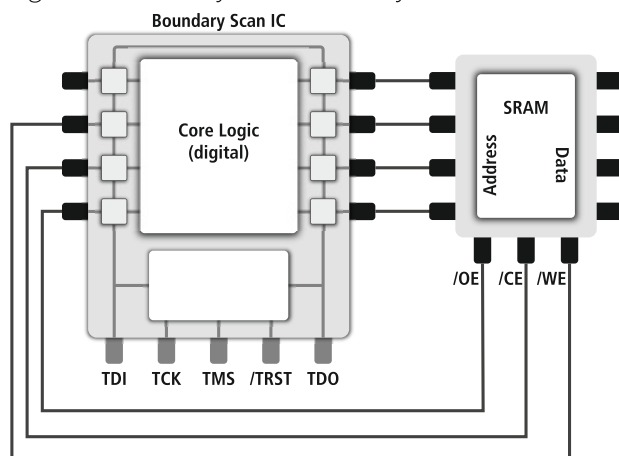 Boundary Scan IC
Core Logic
(digital)
SRAM
Address
Data
/OE
/CE
/WE
TDI
TCK
TMS
/TRST
TDO